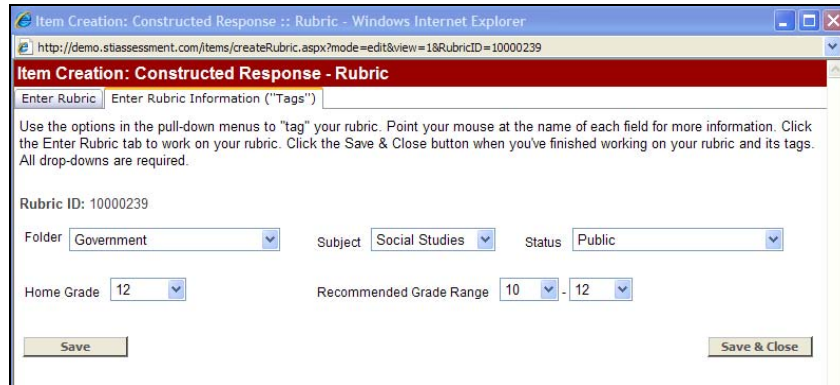 Item Creation: Constructed Response :: Rubric - Windows Internet Explorer
http://demo.stiassessment.com/items/createRubric.aspx?mode=edit&view=1&RubricID=10000239
Item Creation: Constructed Response - Rubric
Enter Rubric Enter Rubric Information ("Tags")
Use the options in the pull-down menus to "tag" your rubric. Point your mouse at the name of each field for more information. Click
the Enter Rubric tab to work on your rubric. Click the Save & Close button when you've finished working on your rubric and its tags.
All drop-downs are required.
Rubric ID: 10000239
Folder Government Subject Social Studies Status Public
Home Grade 12 Recommended Grade Range 10 - 12
Save Save & Close